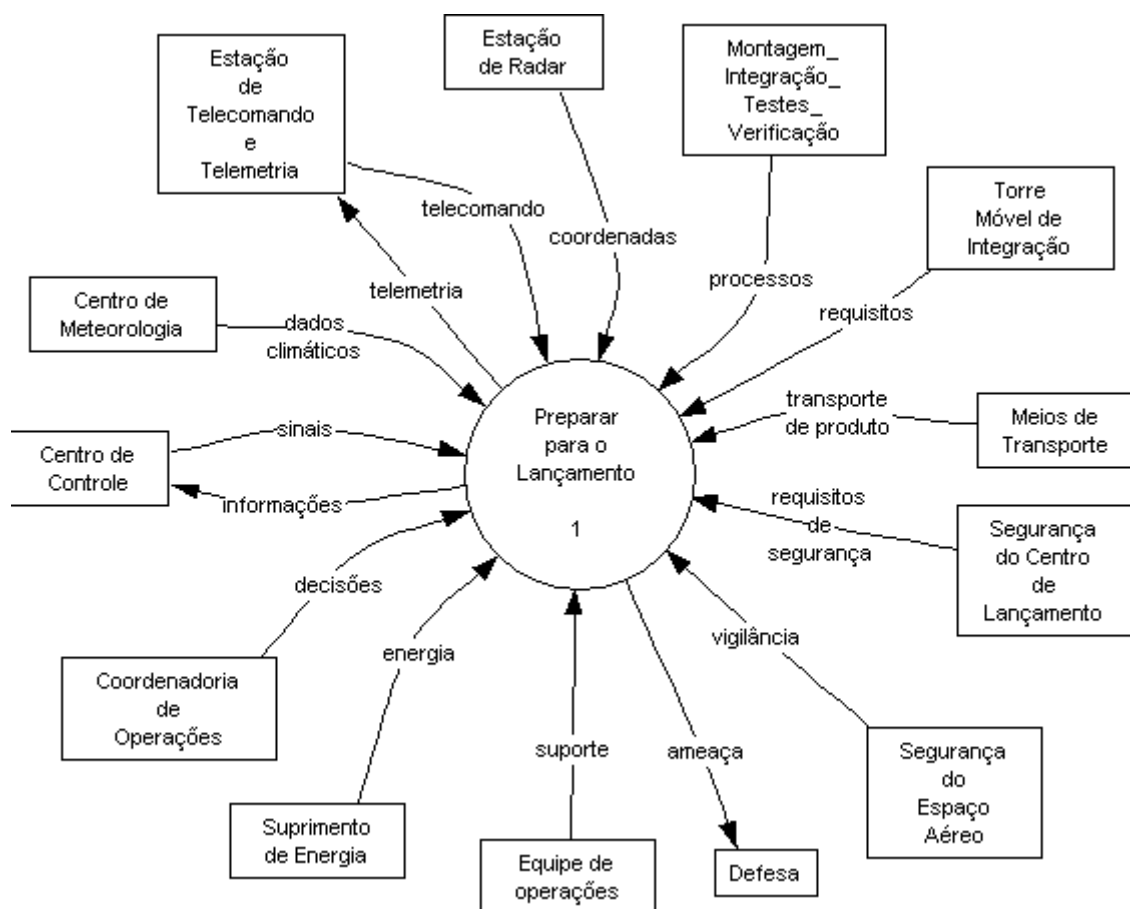 Estação
de Radar
Montagem_
Integração_
Testes_
Verificação
Estação
de
Telecomando
e
Telemetria
Torre
Móvel de
Integração
telecomando
coordenadas
processos
telemetria
requisitos
Centro de
Meteorologia
dados
climáticos
transporte
de produto
Meios de
Transporte
Preparar
para o
Lançamento
1
sinais
Centro de
Controle
informações
requisitos
de
segurança
Segurança
do Centro
de
Lançamento
decisões
energia
vigilância
Coordenadoria
de
Operações
suporte
ameaça
Segurança
do
Espaço
Aéreo
Suprimento
de Energia
Equipe de
operações
Defesa